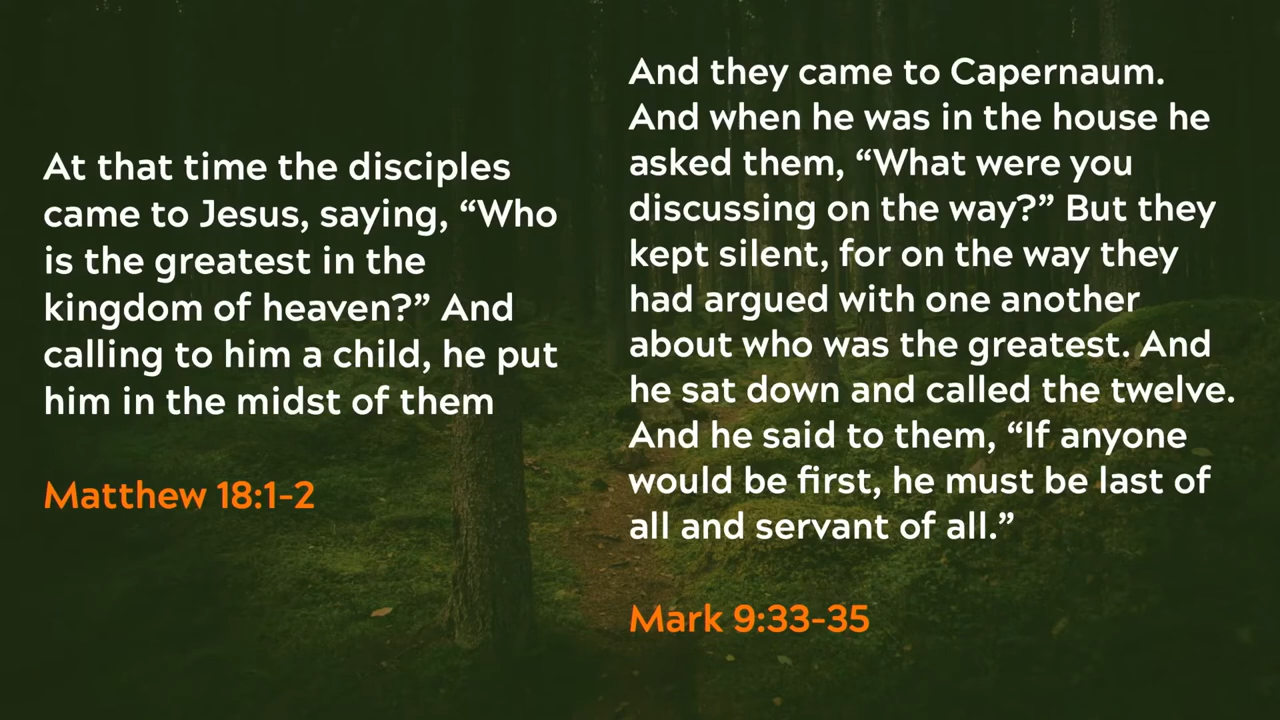 At that time the disciples
came to Jesus, saying, “Who
is the greatest in the
kingdom of heaven?” And
calling to him a child, he put
him in the midst of them
Matthew 18:1-2
And they came to Capernaum.
And when he was in the house he
asked them, “What were you
discussing on the way?” But they
kept silent, for on the way they
had argued with one another
about who was the greatest. And
he sat down and called the twelve.
And he said to them, “If anyone
would be first, he must be last of
all and servant of all.”
Mark 9:33-35